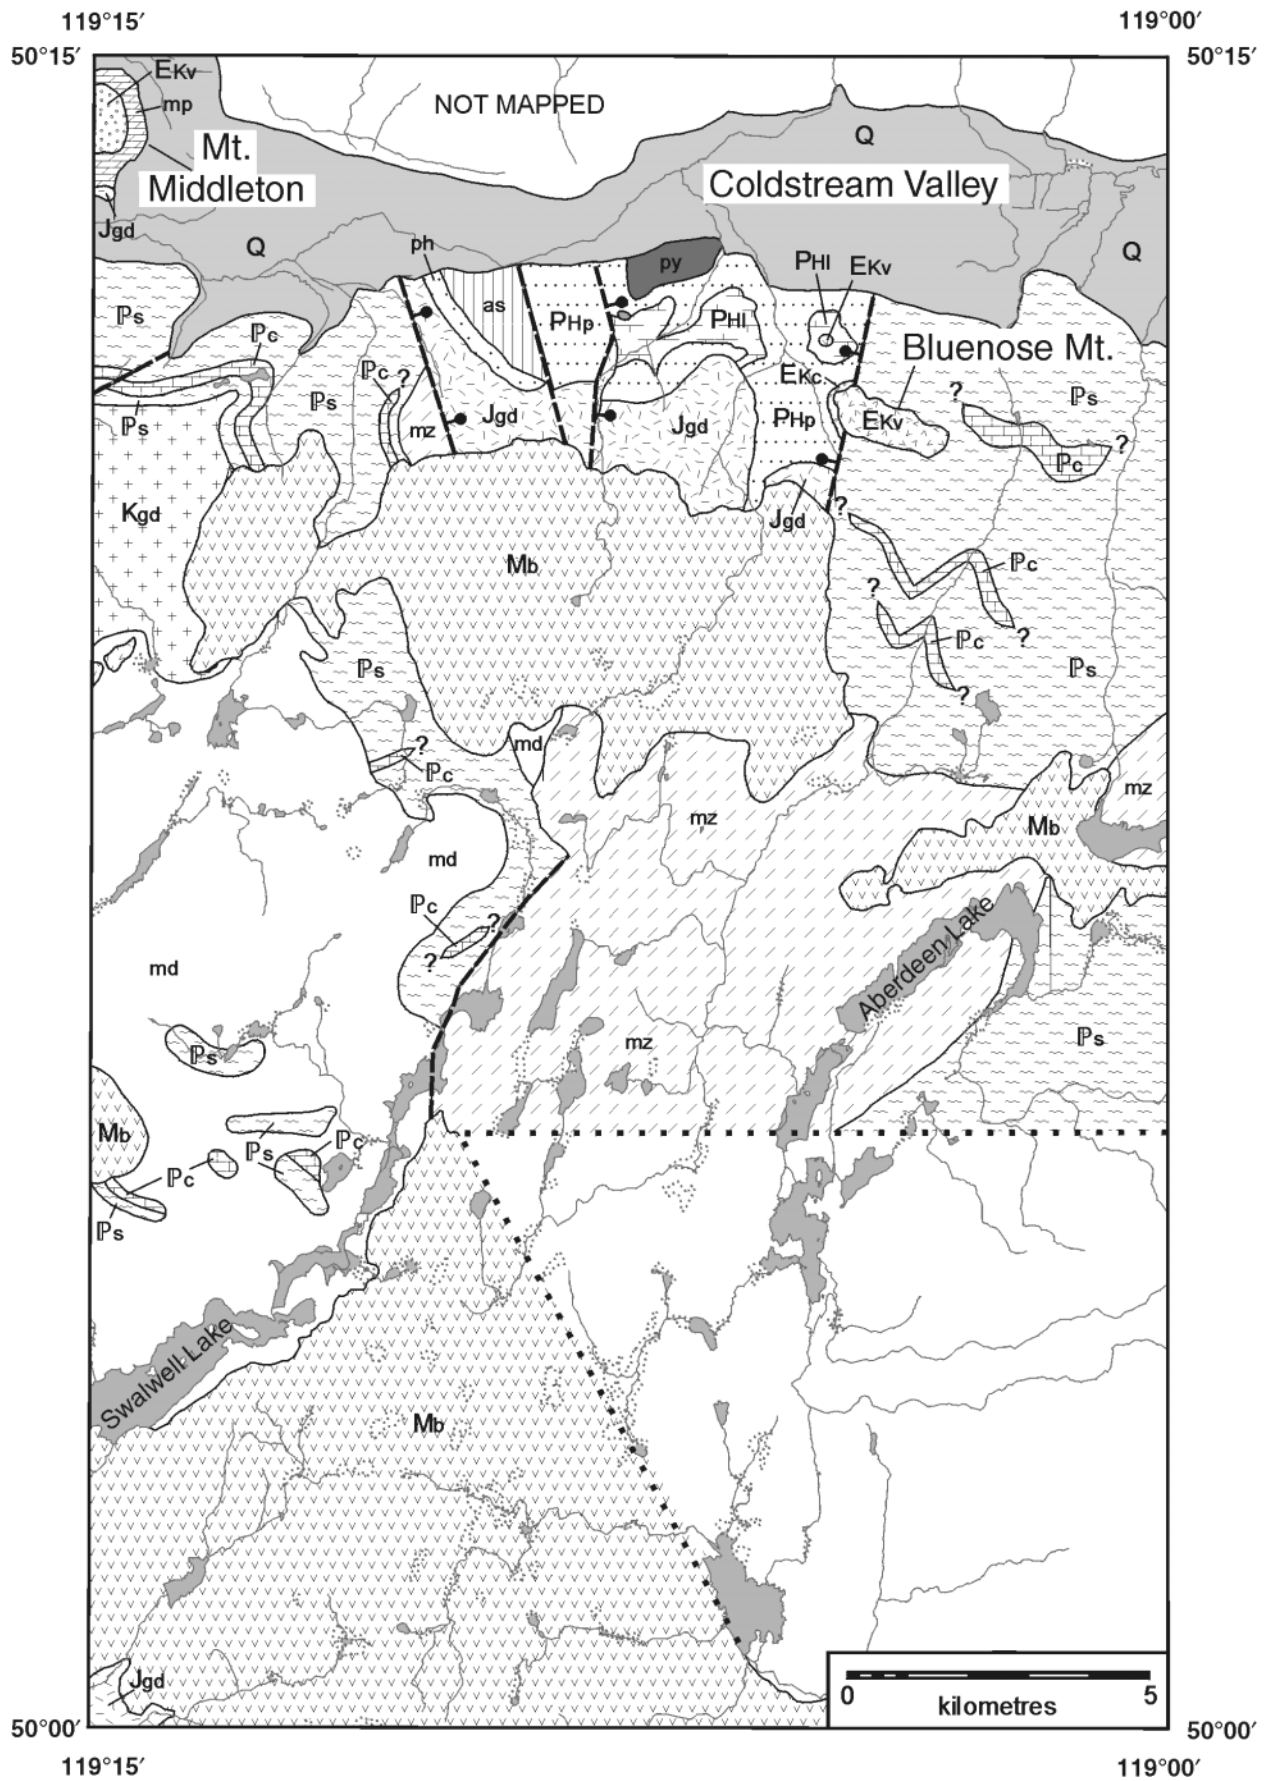 119°15′
119°00′
50°15′
50°15′
EKv
mp
NOT MAPPED
Q
Mt.
Middleton
Coldstream Valley
Jgd
Q
ph
py
PHl
EKv
Q
ℙs
as
PHp
PHl
ℙc
Bluenose Mt.
ℙc
?
EKc
?
ℙs
ℙs
ℙs
mz
Jgd
Jgd
PHp
EKv
?
ℙc
Kgd
Jgd
?
Mb
ℙc
?
?
ℙc
ℙs
ℙs
?
?
ℙc
md
mz
mz
Mb
md
ℙc
?
?
Aberdeen Lake
md
mz
ℙs
ℙs
Mb
ℙs
ℙc
ℙc
ℙs
Swalwell Lake
Mb
Jgd
0
5
kilometres
50°00′
50°00′
119°15′
119°00′